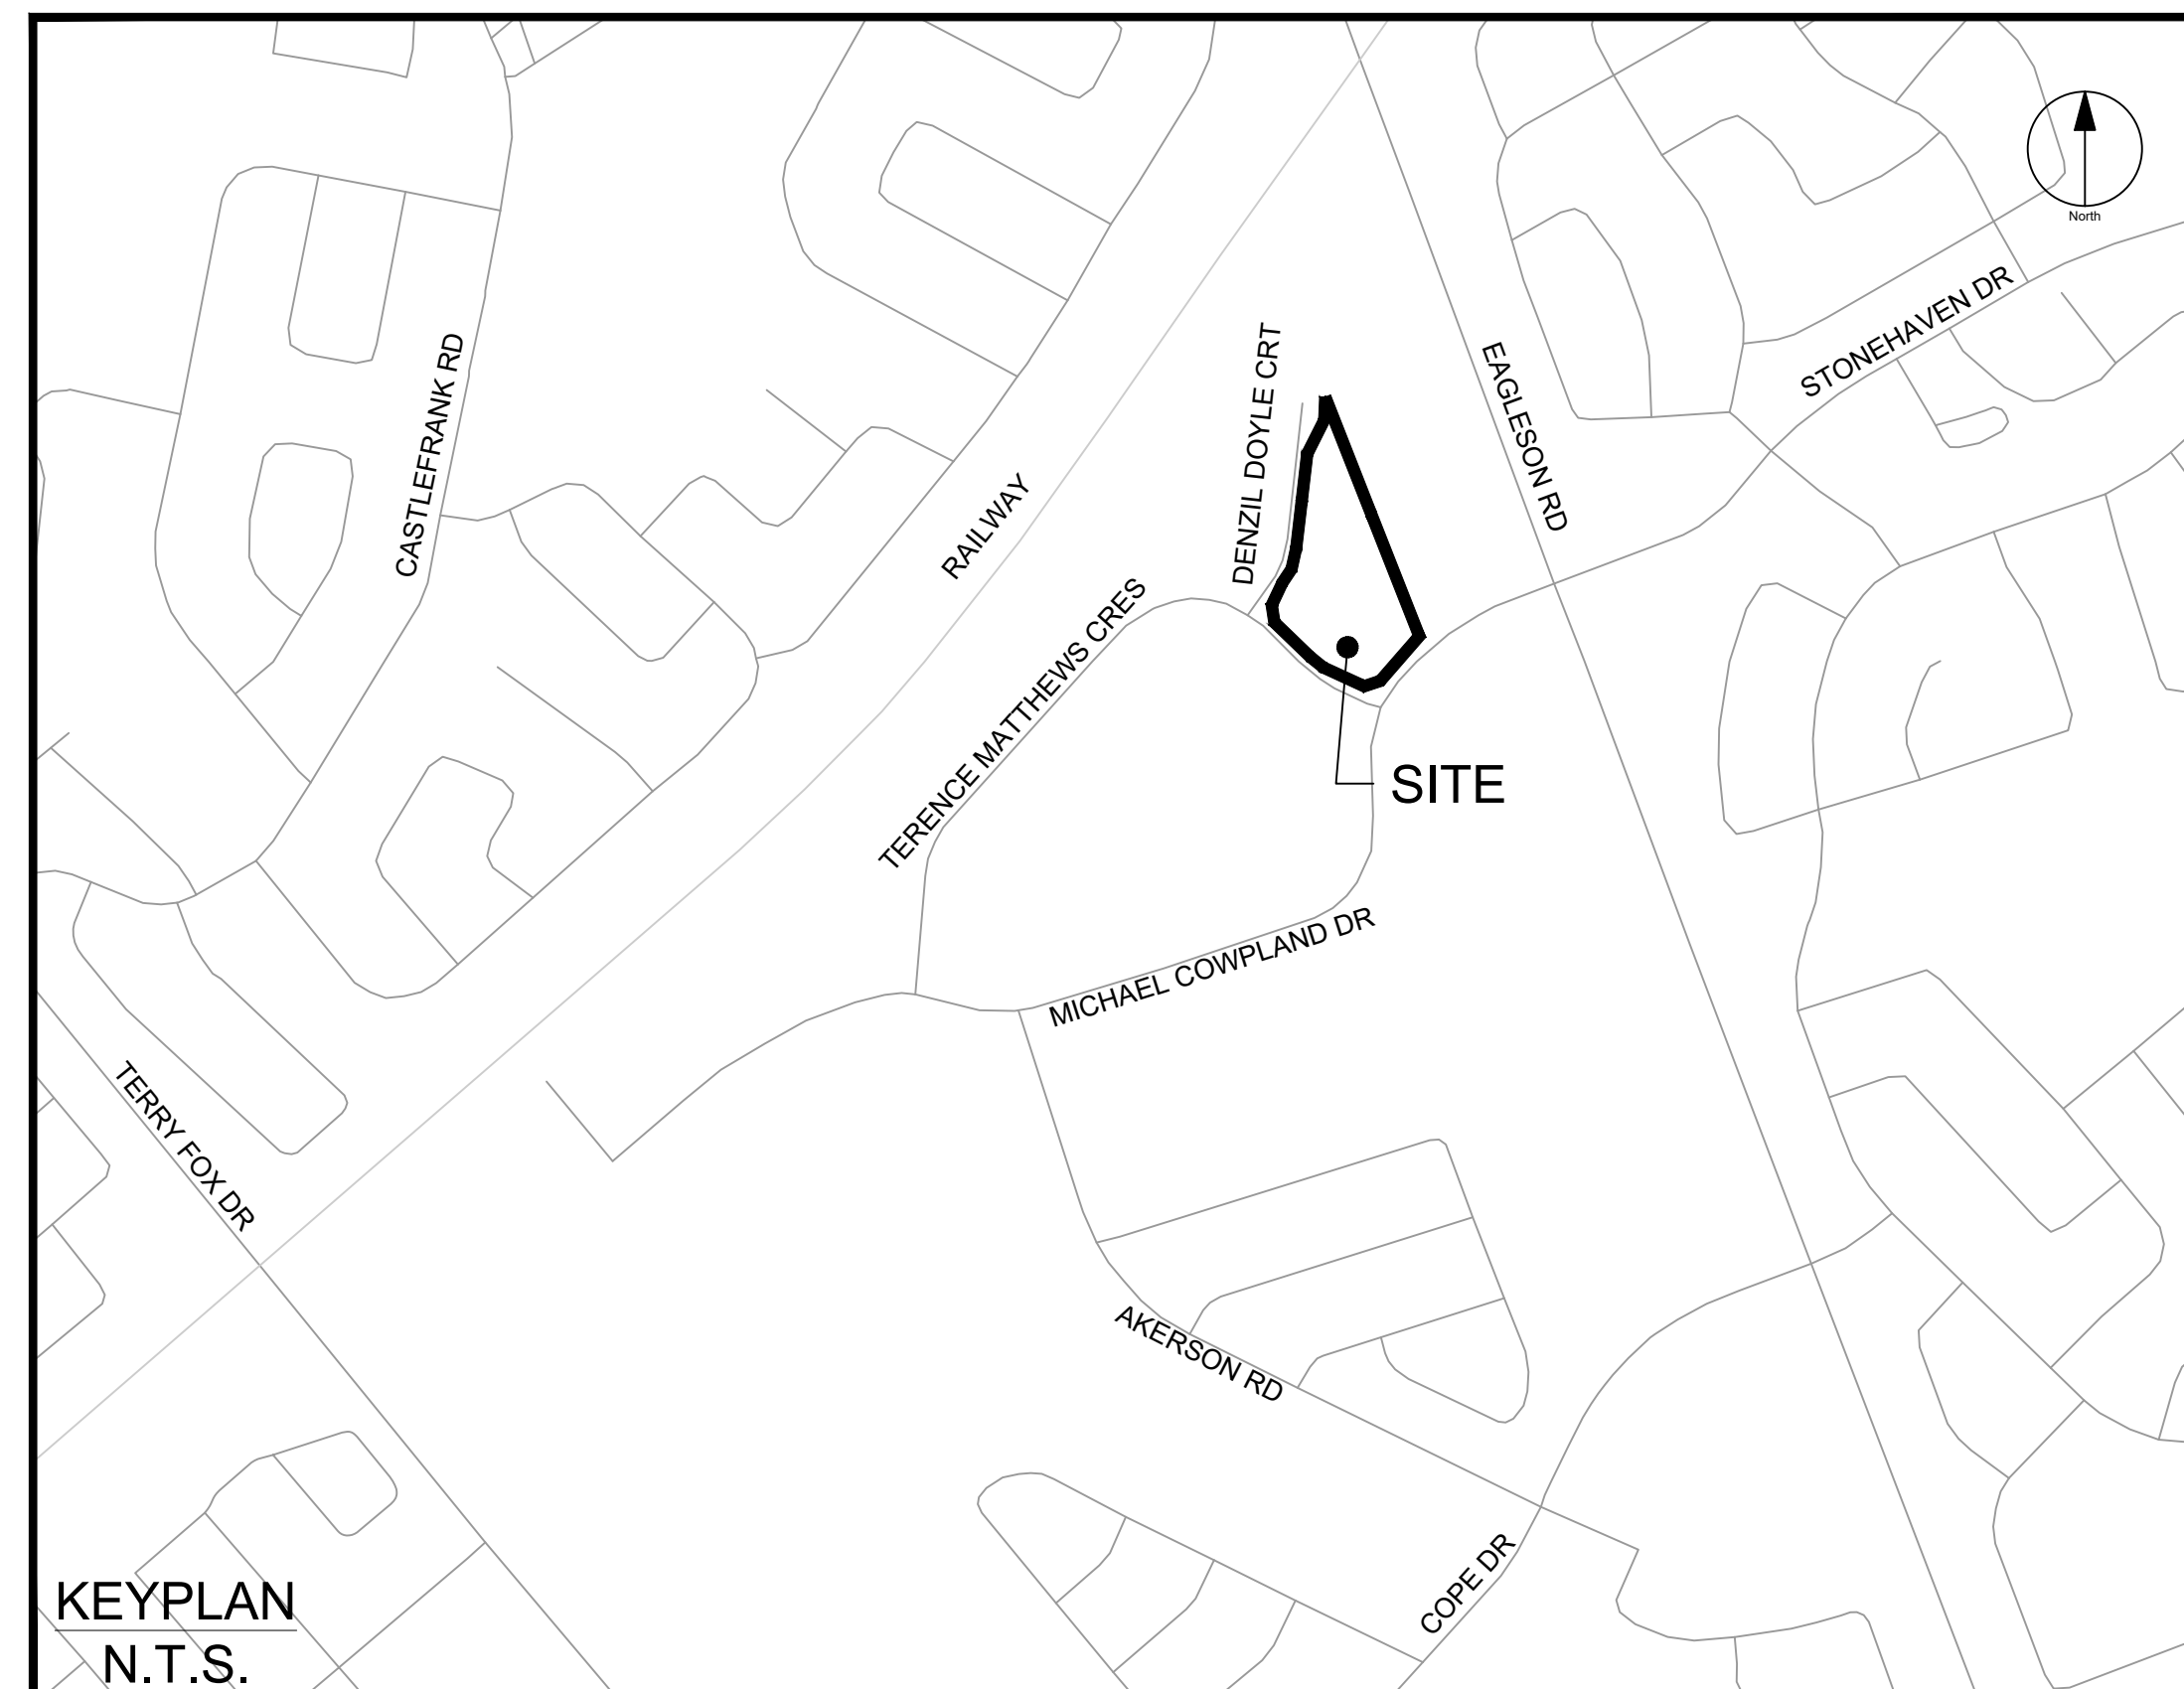 North
STONEHAVEN DR
EAGLESON RD
DENZIL DOYLE CRT
CASTLEFRANK RD
RAILWAY
TERENCE MATTHEWS CRES
SITE
MICHAEL COWPLAND DR
TERRY FOX DR
AKERSON RD
COPE DR
KEYPLAN
N.T.S.